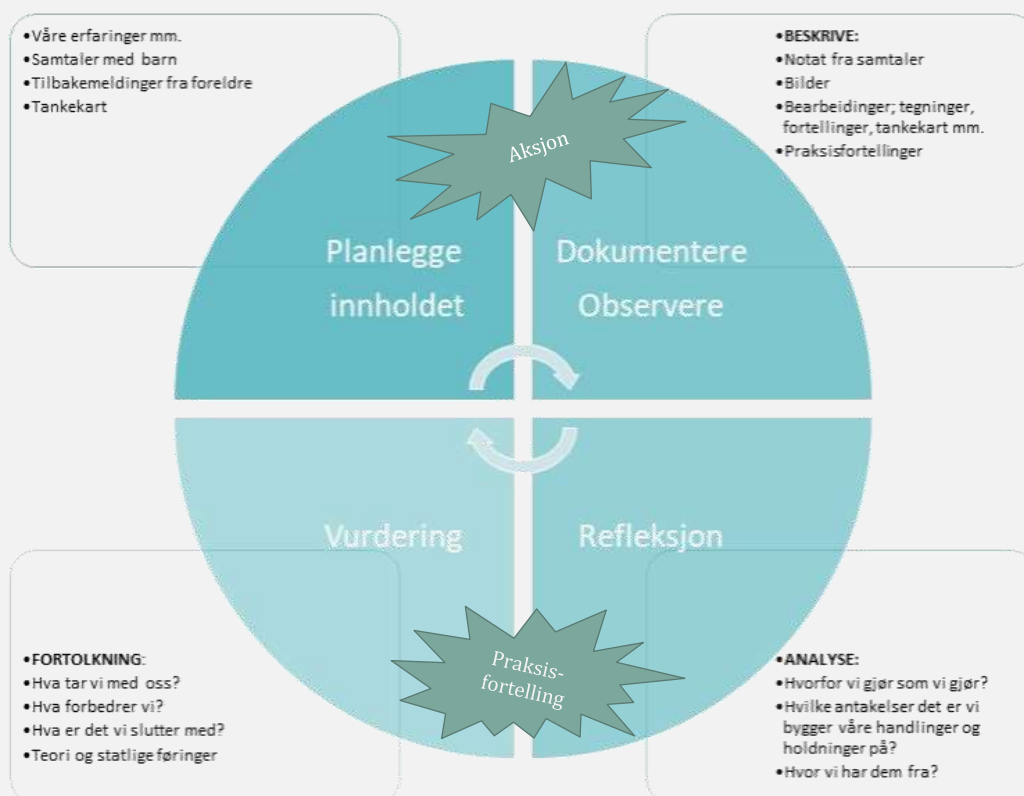 •Våre erfaringer mm.
•Samtaler med barn
•Tilbakemeldinger fra foreldre
•Tankekart
•BESKRIVE:
•Notat fra samtaler
•Bilder
•Bearbeidinger; tegninger,
fortellinger, tankekart mm.
•Praksisfortellinger
Aksjon
Planlegge
innholdet
Dokumentere
Observere
Vurdering
Refleksjon
Praksis-
fortelling
•FORTOLKNING:
•Hva tar vi med oss?
•Hva forbedrer vi?
•Hva er det vi slutter med?
•Teori og statlige føringer
•ANALYSE:
•Hvorfor vi gjør som vi gjør?
•Hvilke antakelser det er vi
bygger våre handlinger og
holdninger på?
•Hvor vi har dem fra?